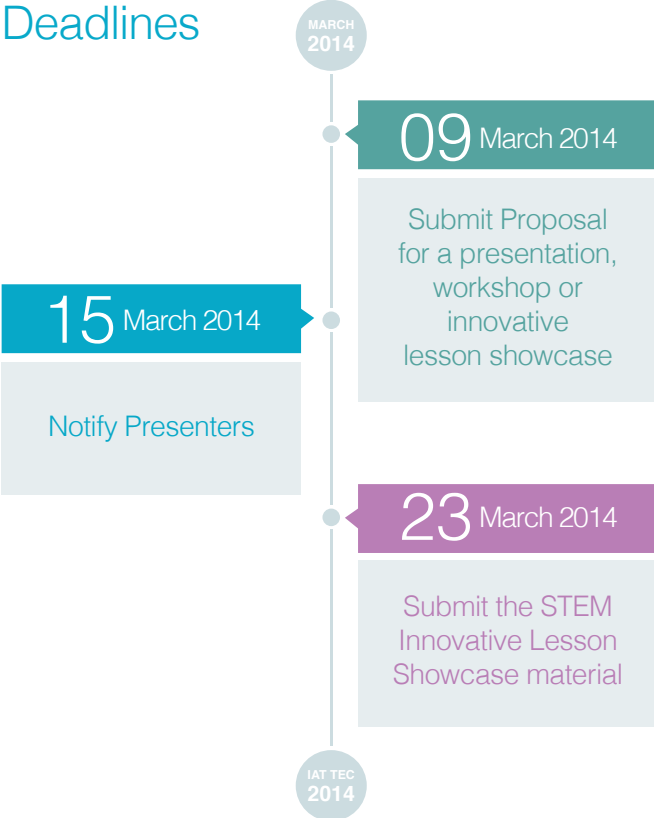 Deadlines
MARCH
2014
09 March 2014
Submit Proposal
for a presentation,
workshop or
innovative
lesson showcase
15 March 2014
Notify Presenters
23 March 2014
Submit the STEM
Innovative Lesson
Showcase material
IAT TEC
2014